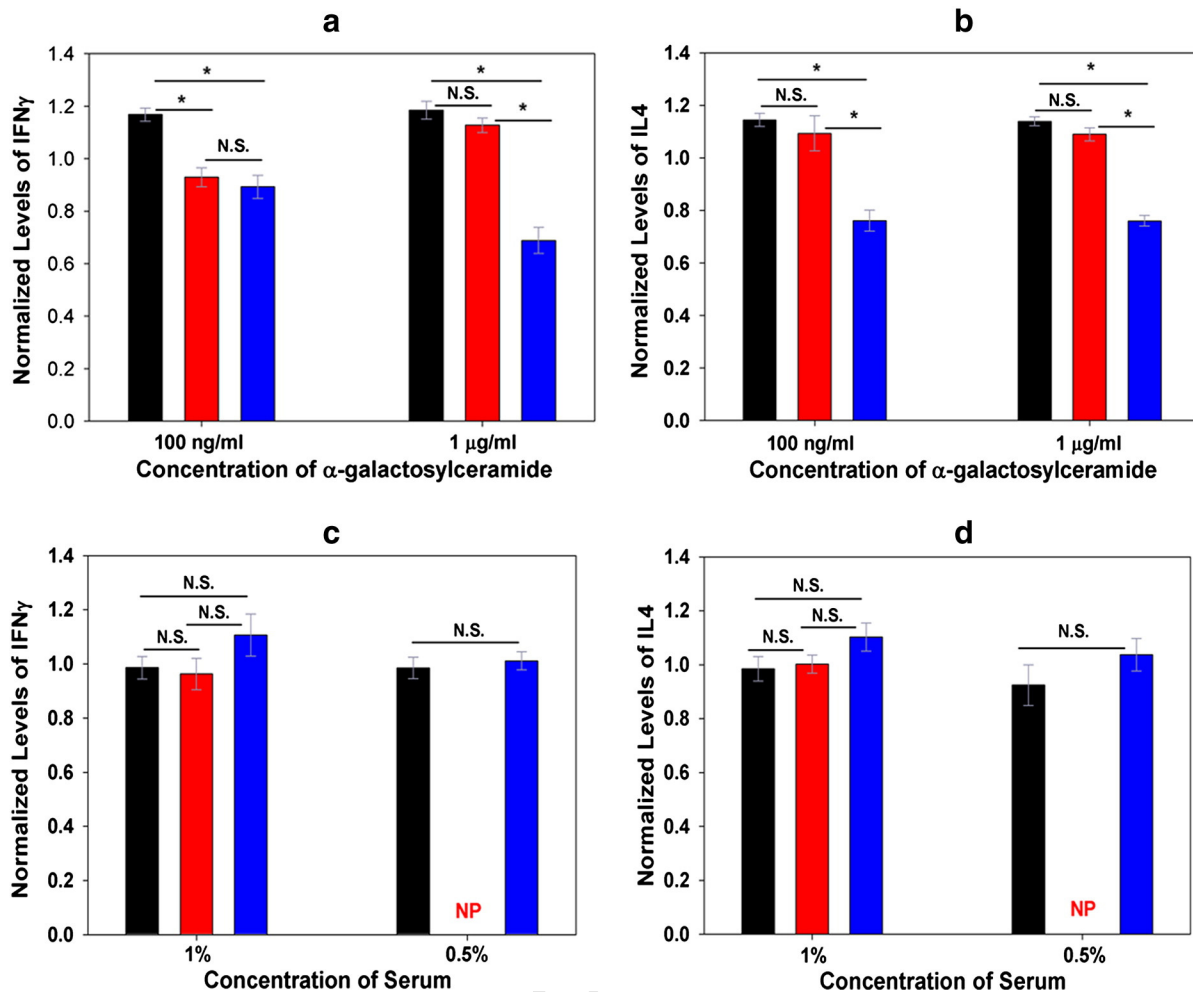 a
Normalized Levels of IFNγ
1.4
1.2
1.0
0.8
0.6
0.4
0.2
0.0
*
*
N.S.
*
N.S.
*
100 ng/ml
1 μg/ml
Concentration of α-galactosylceramide
b
Normalized Levels of IL4
1.4
1.2
1.0
0.8
0.6
0.4
0.2
0.0
*
N.S.
*
*
N.S.
*
100 ng/ml
1 μg/ml
Concentration of α-galactosylceramide
c
Normalized Levels of IFNγ
1.4
1.2
1.0
0.8
0.6
0.4
0.2
0.0
N.S.
N.S.
N.S.
N.S.
NP
1%
0.5%
Concentration of Serum
d
Normalized Levels of IL4
1.4
1.2
1.0
0.8
0.6
0.4
0.2
0.0
N.S.
N.S.
N.S.
N.S.
NP
1%
0.5%
Concentration of Serum